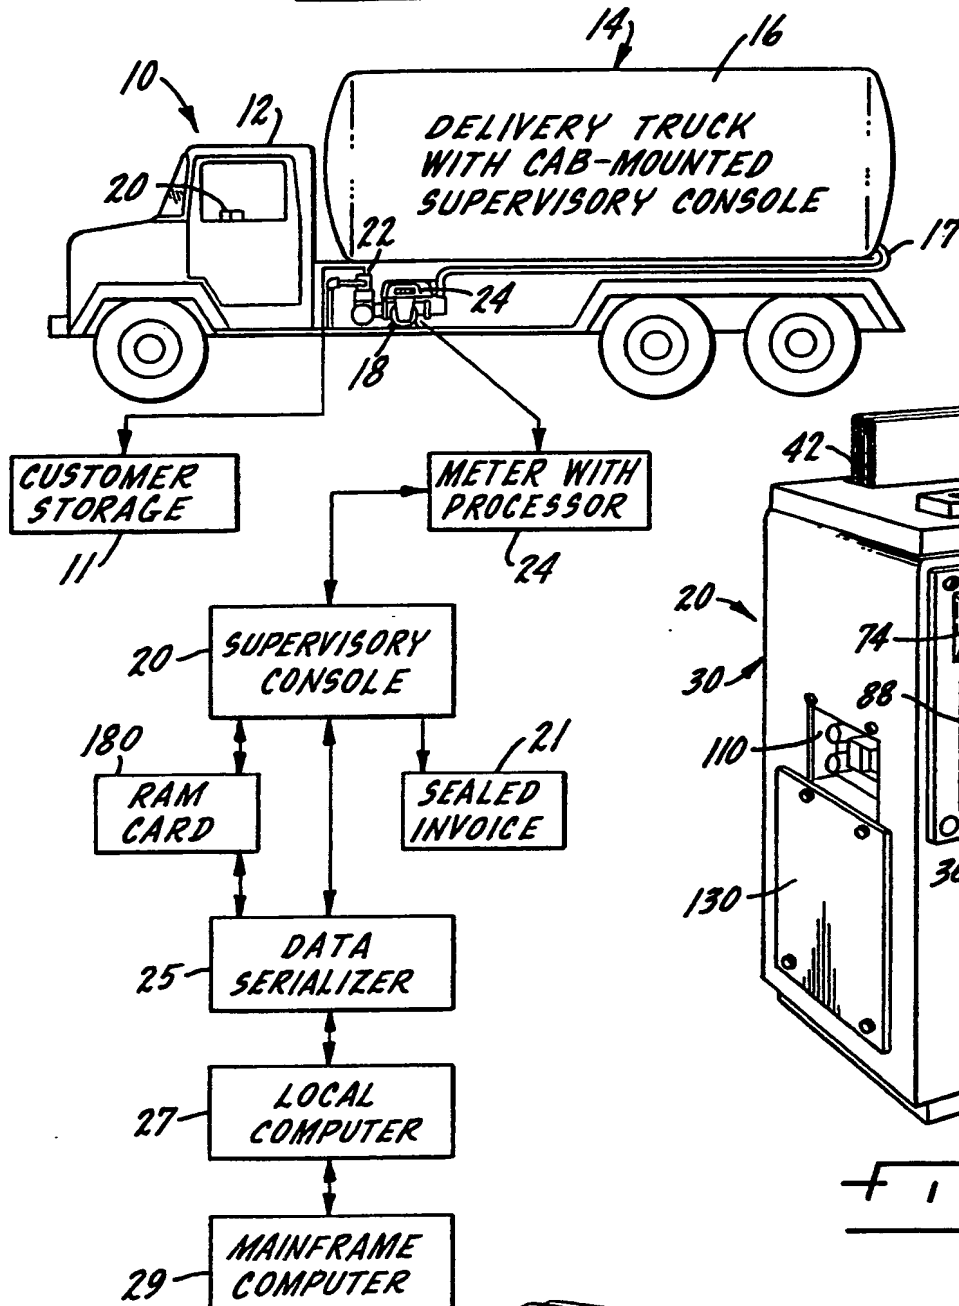 14
16
10
12
DELIVERY TRUCK
WITH CAB-MOUNTED
SUPERVISORY CONSOLE
20
17
22
24
18
CUSTOMER
STORAGE
METER WITH
PROCESSOR
42
11
24
20
SUPERVISORY
CONSOLE
20
74
30
88
180
21
110
RAM
CARD
SEALED
INVOICE
130
DATA
SERIALIZER
25
LOCAL
COMPUTER
27
1
MAINFRAME
COMPUTER
29